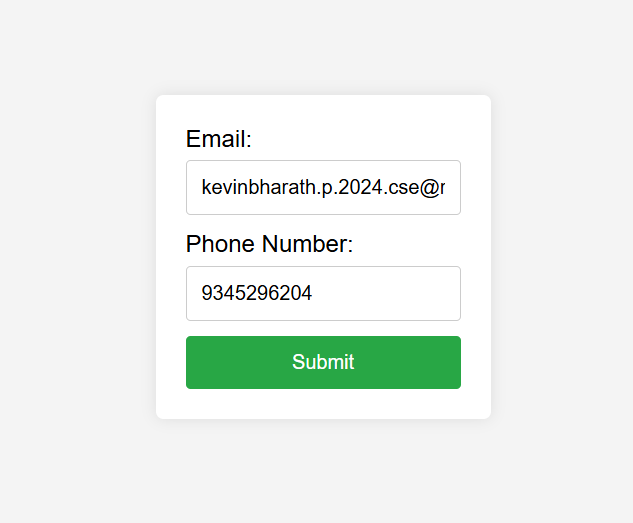 Email:
kevinbharath.p.2024.cse@
Phone Number:
9345296204
Submit